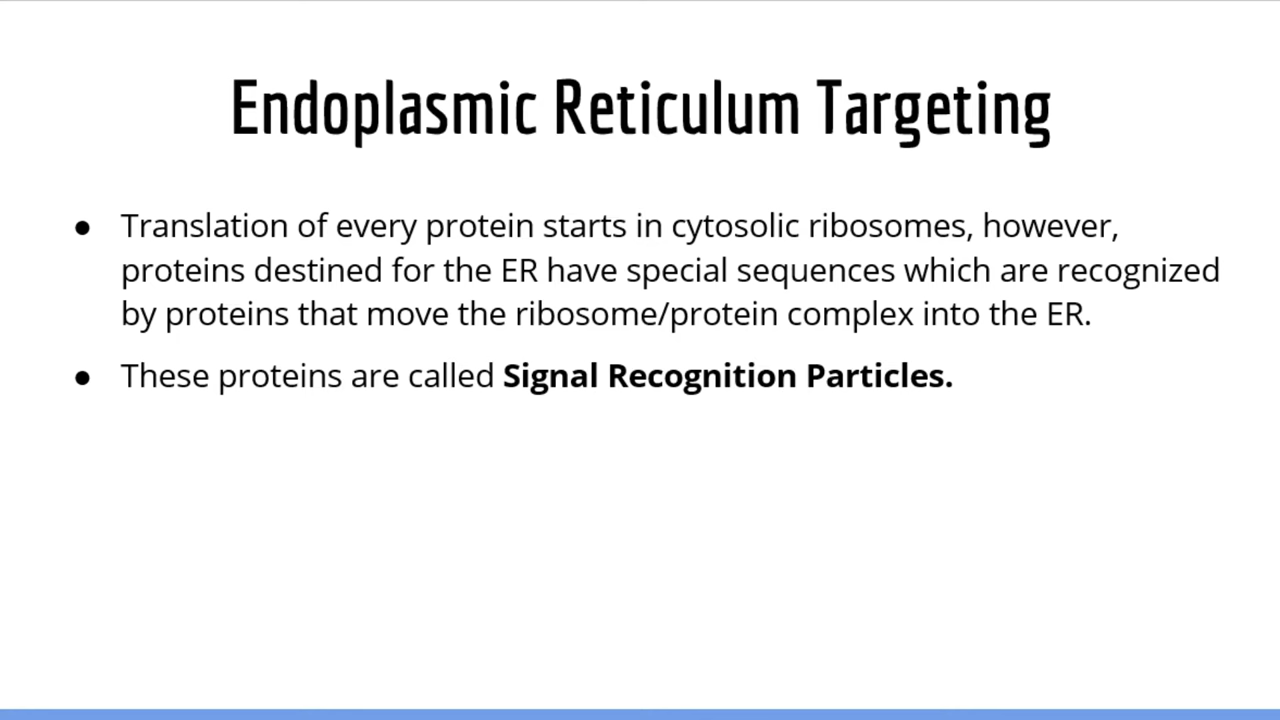 Endoplasmic Reticulum Targeting
● Translation of every protein starts in cytosolic ribosomes, however,
proteins destined for the ER have special sequences which are recognized
by proteins that move the ribosome/protein complex into the ER.
● These proteins are called Signal Recognition Particles.